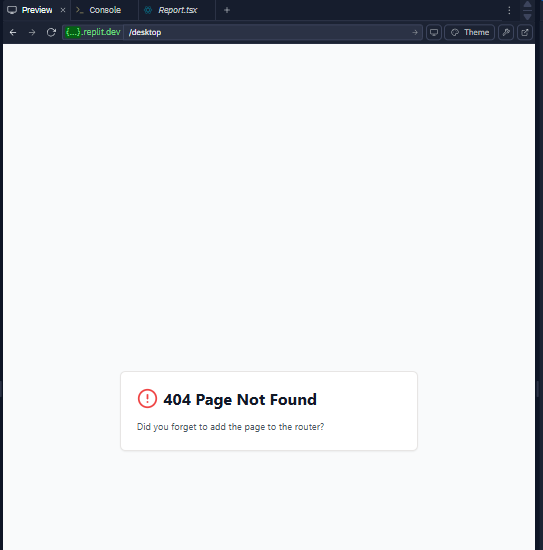 Preview
Console
Report.tsx
{...}.replit.dev /desktop
Theme
404 Page Not Found
Did you forget to add the page to the router?